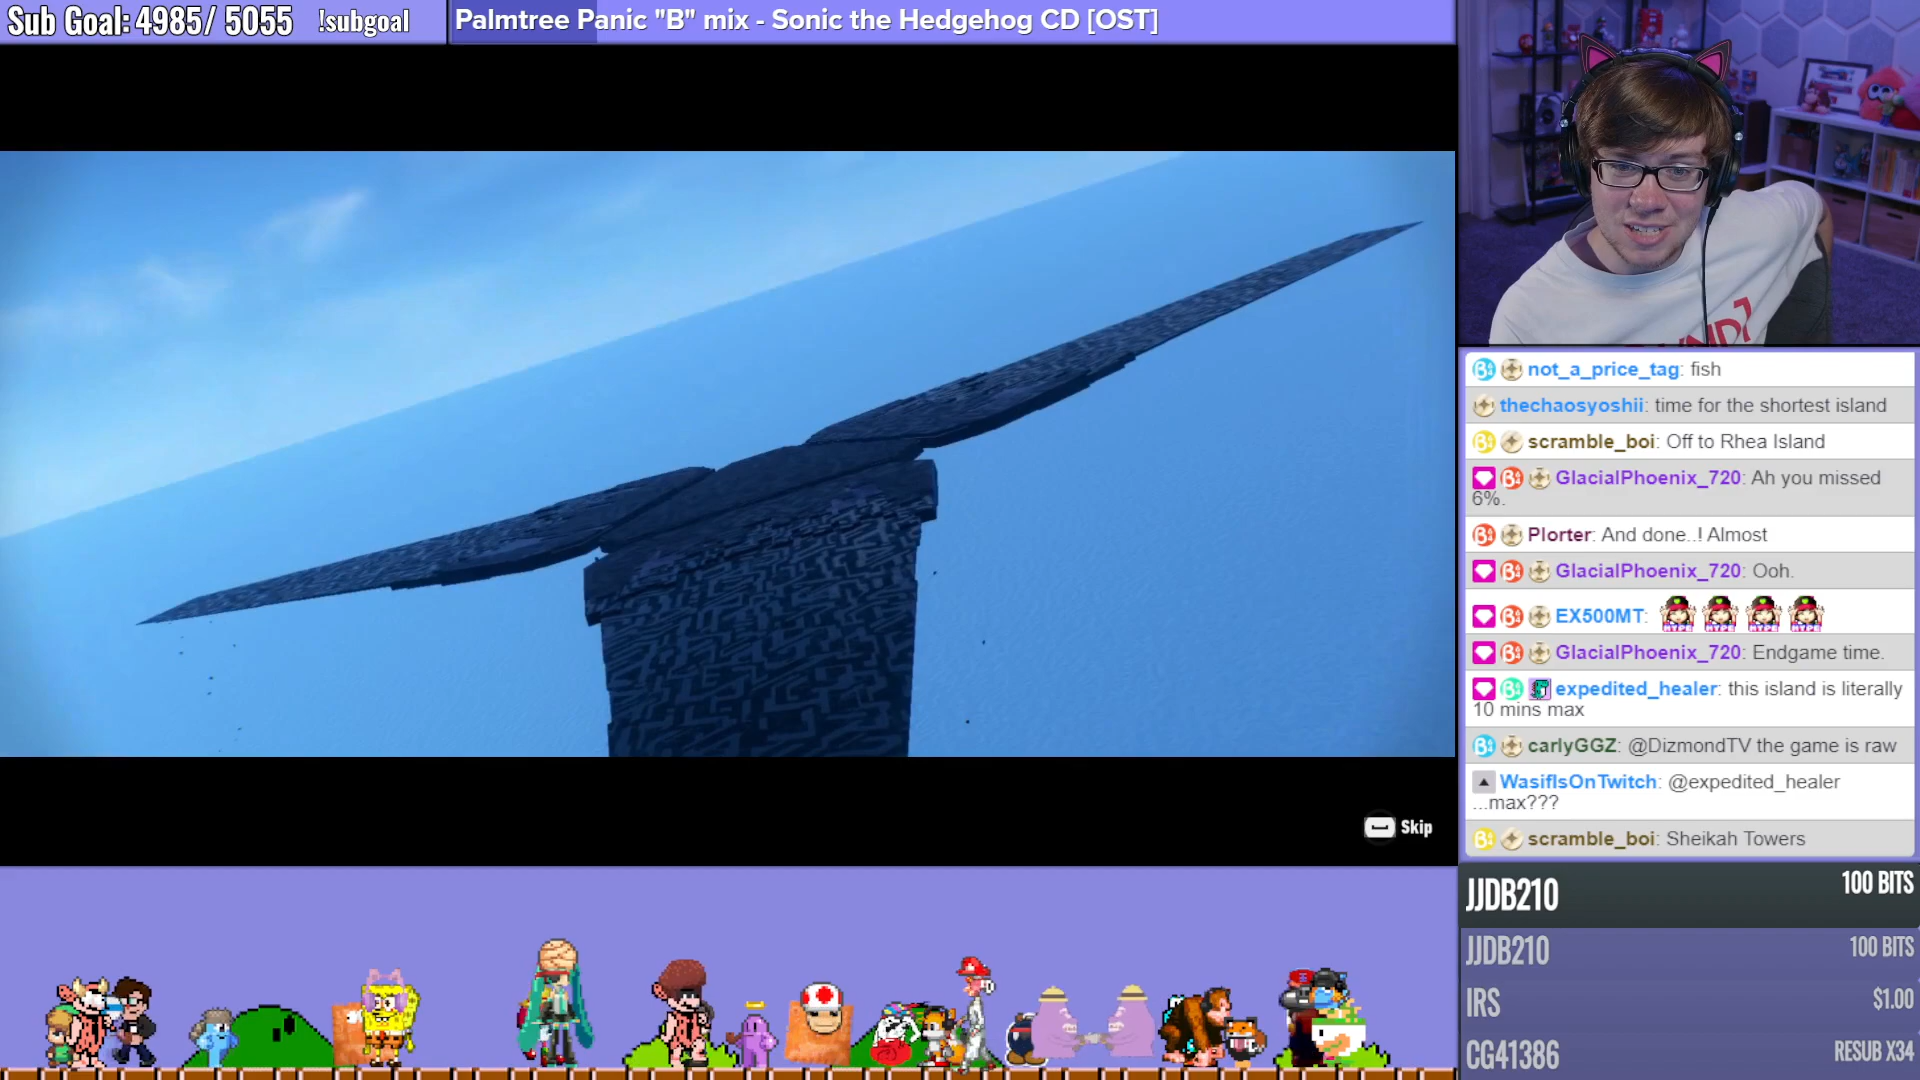 Sub Goal: 4985/ 5055 !subgoal
Palmtree Panic "B" mix - Sonic the Hedgehog CD [OST]
not_a_price_tag: fish
thechaosyoshii: time for the shortest island
scramble_boi: Off to Rhea Island
GlacialPhoenix_720: Ah you missed
6%.
Plorter: And done..! Almost
GlacialPhoenix_720: Ooh.
EX500MT:
GlacialPhoenix_720: Endgame time.
expedited_healer: this island is literally
10 mins max
carlyGGZ: @DizmondTV the game is raw
WasifIsOnTwitch: @expedited_healer
...max???
scramble_boi: Sheikah Towers
Skip
JJDB210 100 BITS
JJDB210 100 BITS
IRS $1.00
CG41386 RESUB X34